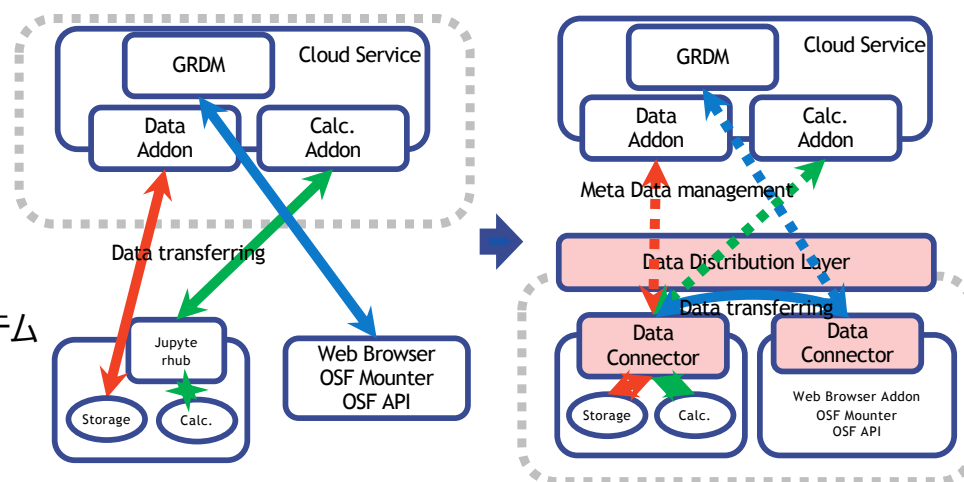 Cloud Service
GRDM
Data
Addon
Calc.
Addon
Data transferring
テム
Jupyte
rhub
Storage
Calc.
Web Browser
OSF Mounter
OSF API
Cloud Service
GRDM
Data
Addon
Calc.
Addon
Meta Data management
Data Distribution Layer
Data transferring
Data
Connector
Storage
Calc.
Data
Connector
Web Browser Addon
OSF Mounter
OSF API